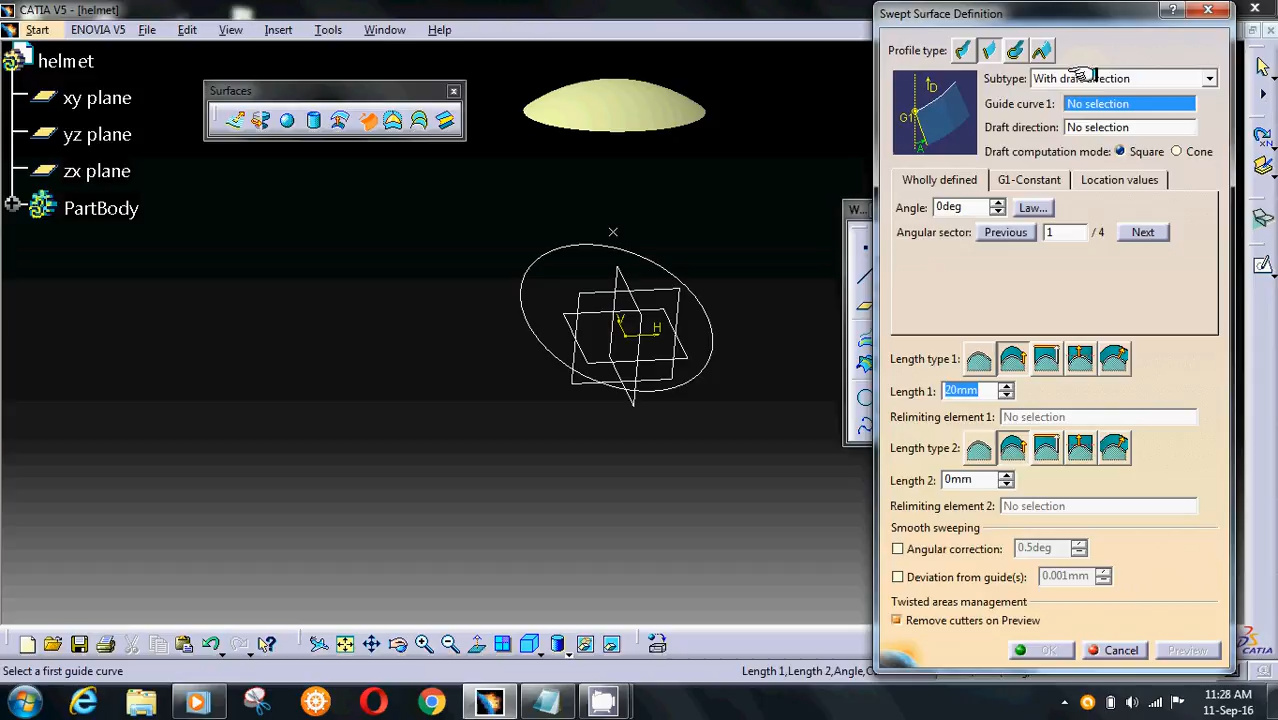 CATIA V5 - [helmet]
Start ENOVIA V5 File Edit View Insert Tools Window Help
helmet
xy plane
yz plane
zx plane
PartBody
Surfaces
W...
V
H
Swept Surface Definition
Profile type:
Subtype: With draft direction
Guide curve 1: No selection
Draft direction: No selection
Draft computation mode: Square Cone
D
G1
A
Wholly defined G1-Constant Location values
Angle: 0deg Law...
Angular sector: Previous 1 / 4 Next
Length type 1:
Length 1: 20mm
Relimiting element 1: No selection
Length type 2:
Length 2: 0mm
Relimiting element 2: No selection
Smooth sweeping
Angular correction: 0.5deg
Deviation from guide(s): 0.001mm
Twisted areas management
Remove cutters on Preview
OK Cancel Preview
Select a first guide curve
Length 1,Length 2,Angle,
CATIA
11:28 AM
11-Sep-16